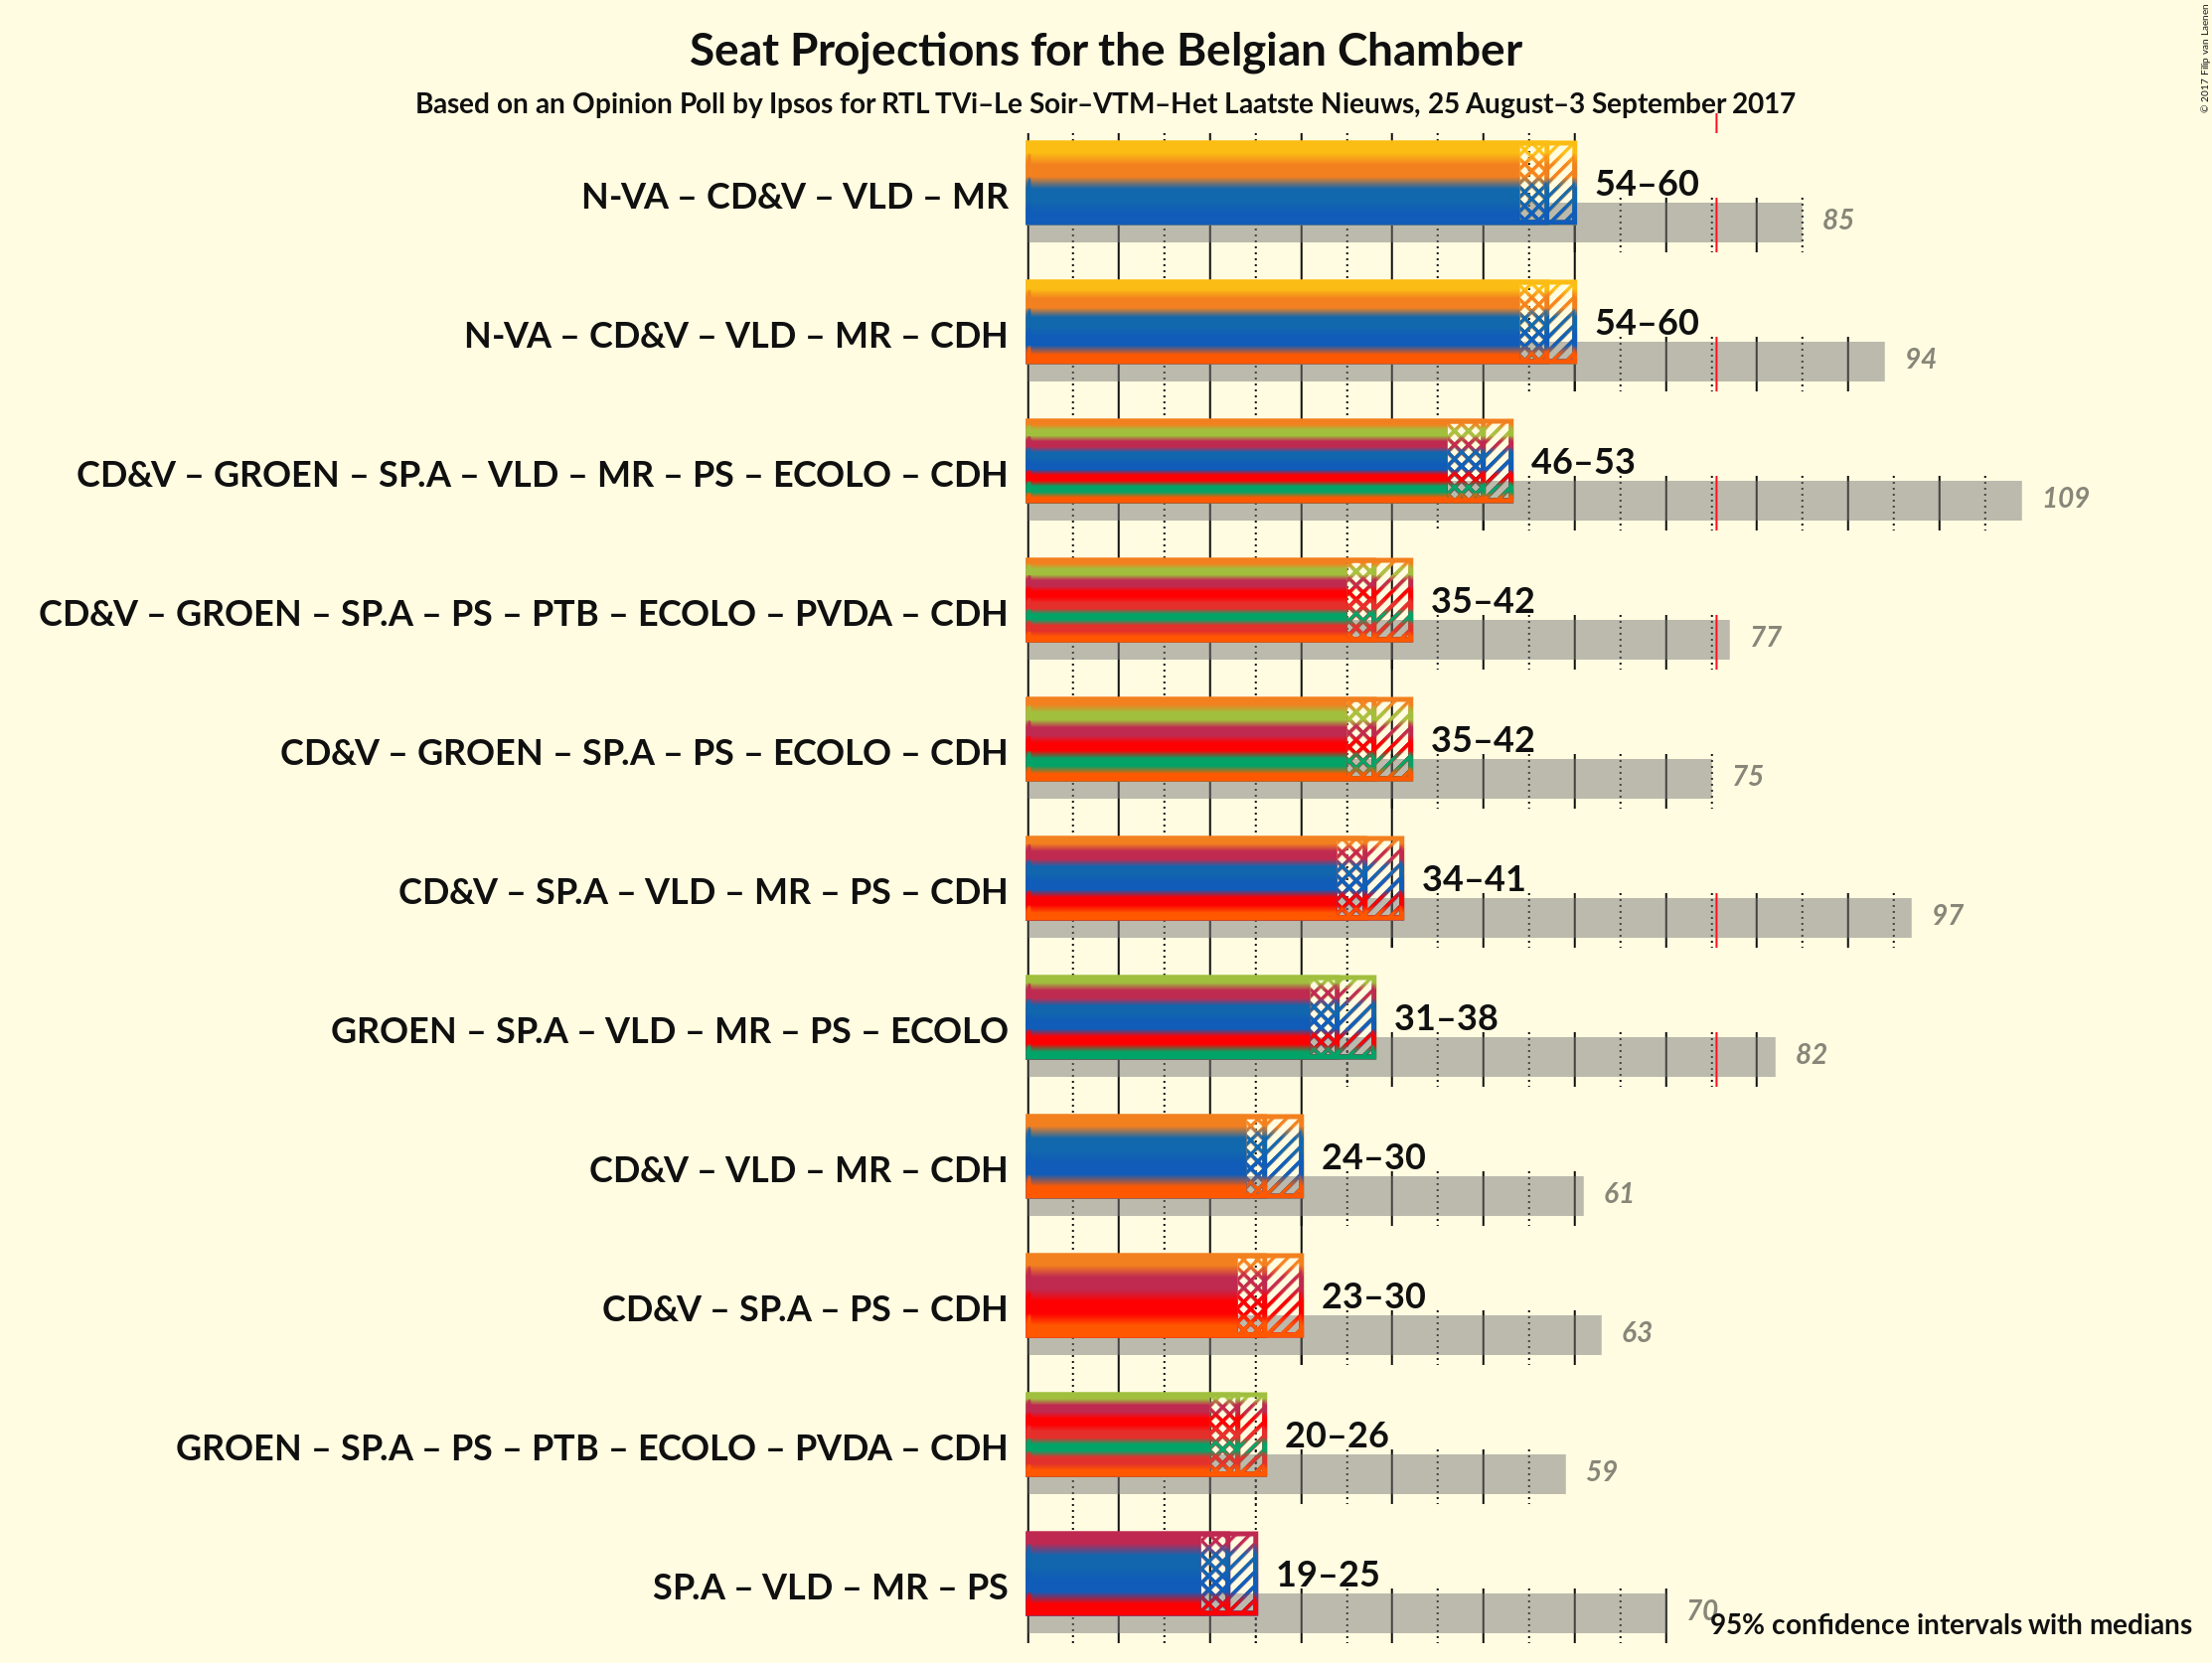 Seat Projections for the Belgian Chamber
Based on an Opinion Poll by Ipsos for RTL TVi–Le Soir–VTM–Het Laatste Nieuws, 25 August–3 September 2017
© 2017 Filip van Laenen
N-VA – CD&V – VLD – MR 54–60 85
N-VA – CD&V – VLD – MR – CDH 54–60 94
CD&V – GROEN – SP.A – VLD – MR – PS – ECOLO – CDH 46–53 109
CD&V – GROEN – SP.A – PS – PTB – ECOLO – PVDA – CDH 35–42 77
CD&V – GROEN – SP.A – PS – ECOLO – CDH 35–42 75
CD&V – SP.A – VLD – MR – PS – CDH 34–41 97
GROEN – SP.A – VLD – MR – PS – ECOLO 31–38 82
CD&V – VLD – MR – CDH 24–30 61
CD&V – SP.A – PS – CDH 23–30 63
GROEN – SP.A – PS – PTB – ECOLO – PVDA – CDH 20–26 59
SP.A – VLD – MR – PS 19–25 70
95% confidence intervals with medians